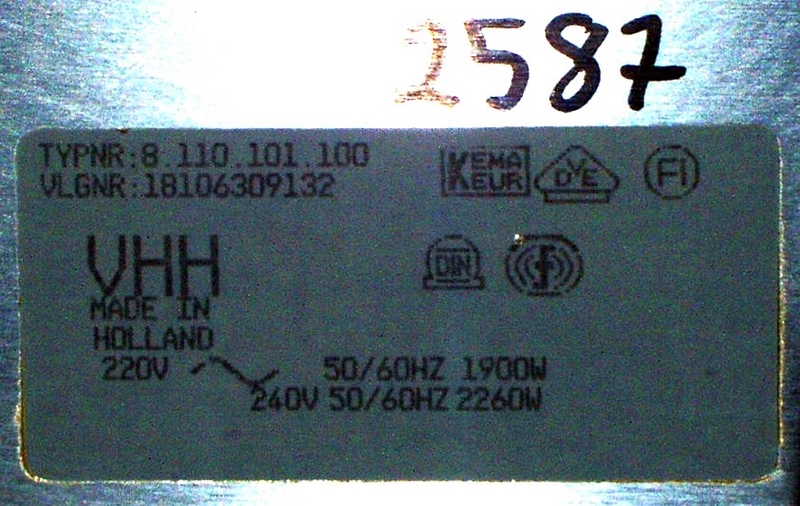 2587
TYPNR:8.110.101.100
VLGNR:18106309132
KEMA
KEUR
DVE
FI
VHH
DIN
MADE IN
HOLLAND
220V 50/60HZ 1900W
240V 50/60HZ 2260W